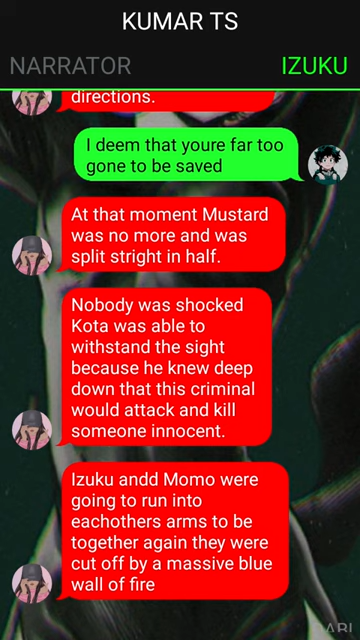 KUMAR TS
NARRATOR
IZUKU
directions.
I deem that youre far too
gone to be saved
At that moment Mustard
was no more and was
split stright in half.
Nobody was shocked
Kota was able to
withstand the sight
because he knew deep
down that this criminal
would attack and kill
someone innocent.
Izuku andd Momo were
going to run into
eachothers arms to be
together again they were
cut off by a massive blue
wall of fire